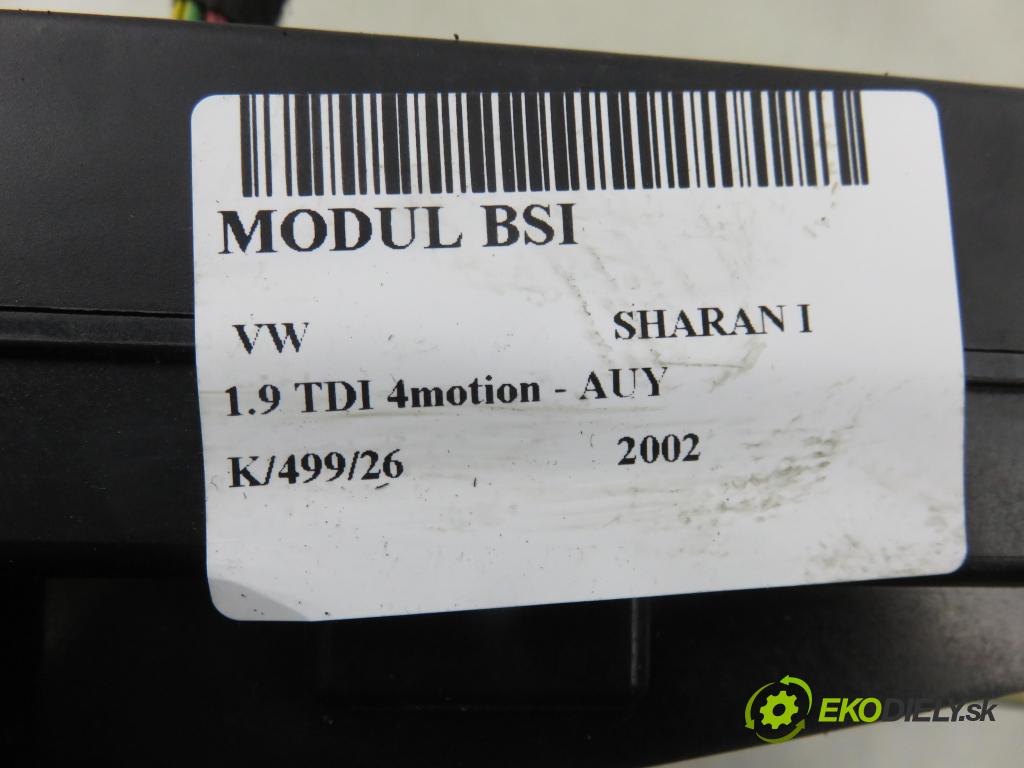 MODUL BSI
VW SHARAN I
1.9 TDI 4motion - AUY
K/499/26 2002
EKODIELY.sk